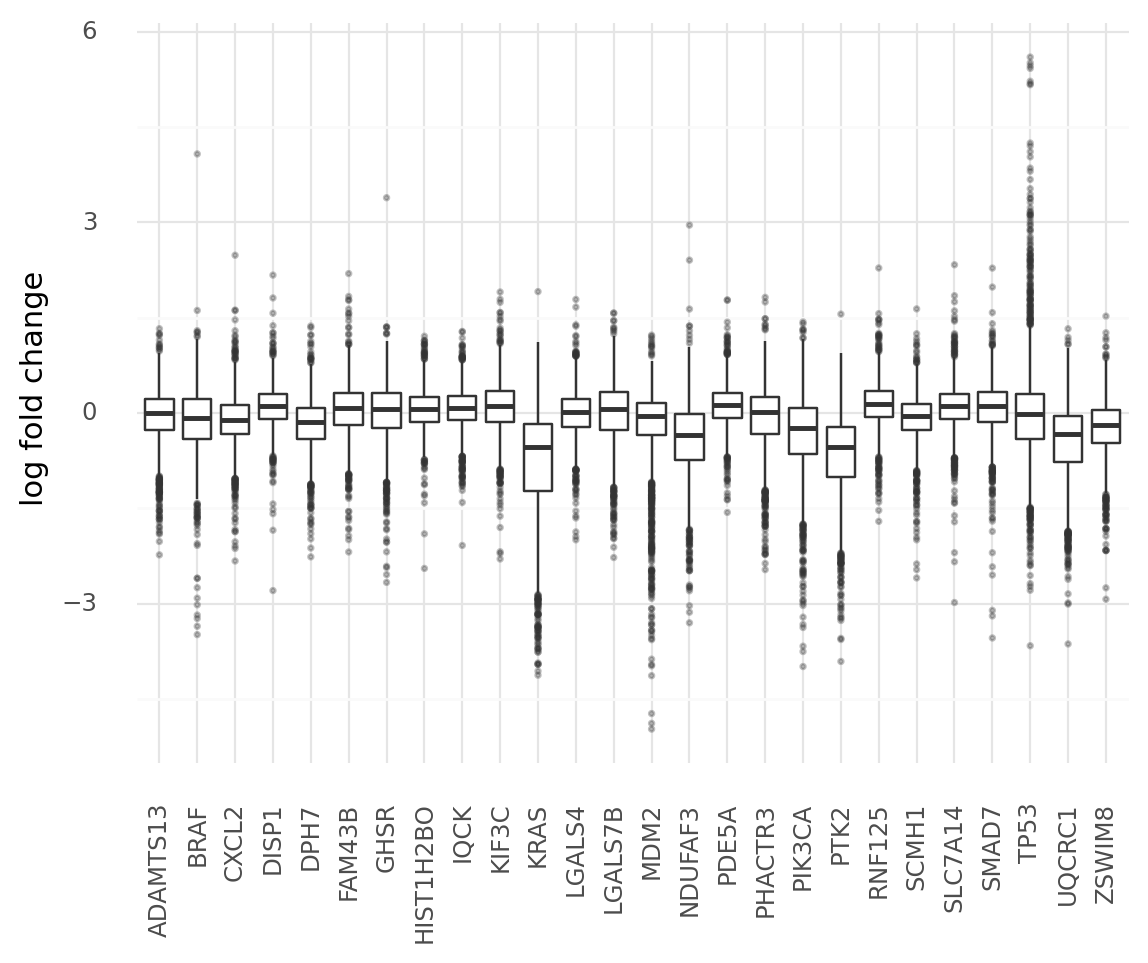 log fold change
6
3
0
−3
ADAMTS13
BRAF
CXCL2
DISP1
DPH7
FAM43B
GHSR
HIST1H2BO
IQCK
KIF3C
KRAS
LGALS4
LGALS7B
MDM2
NDUFAF3
PDE5A
PHACTR3
PIK3CA
PTK2
RNF125
SCMH1
SLC7A14
SMAD7
TP53
UQCRC1
ZSWIM8